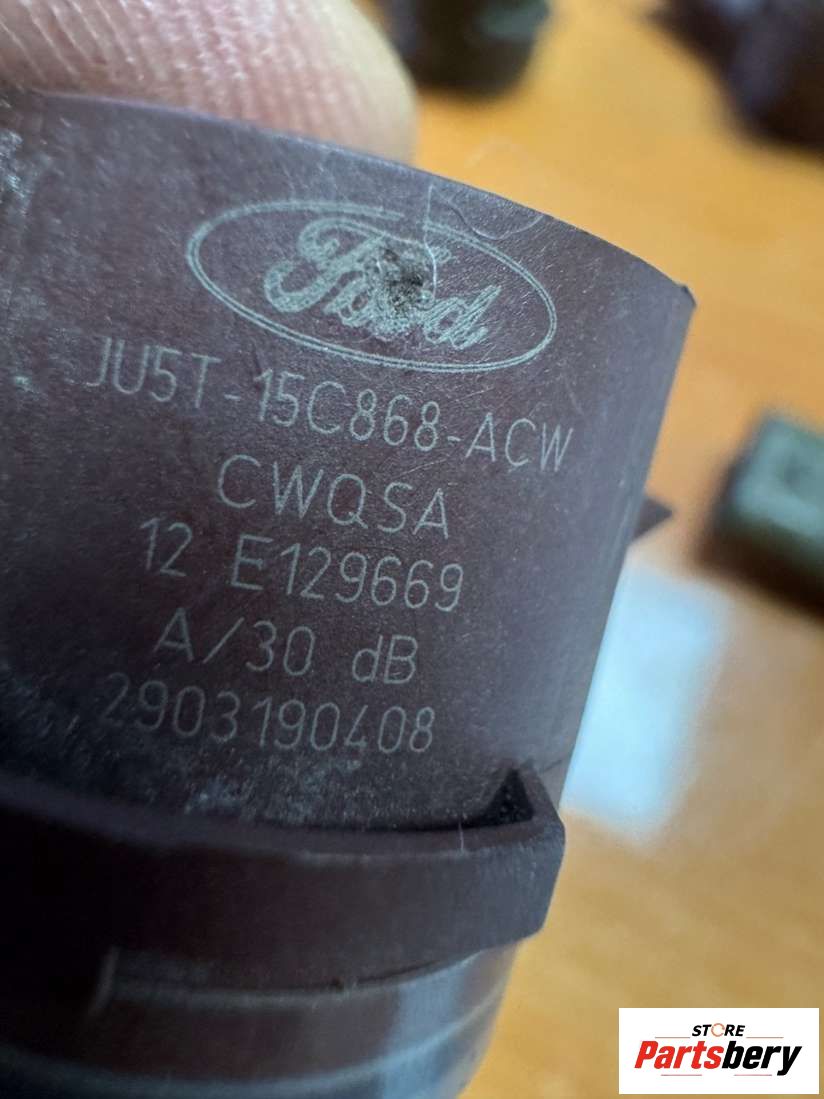 Ford
JU5T-15C868-ACW
CWQSA
12 E129669
A/30 dB
2903190408
STORE
Partsbery